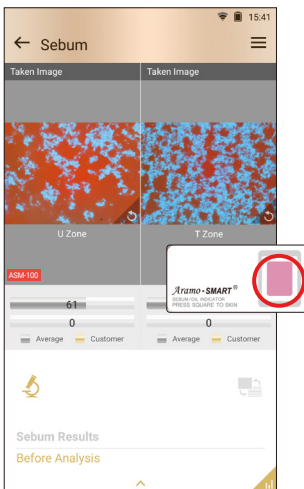 15:41
Sebum
Taken Image
Taken Image
U Zone
T Zone
ASM-100
Aramo-SMART®
SEBUM/OIL INDICATOR
PRESS SQUARE TO SKIN
61
0
0
Average
Customer
Average
Customer
Sebum Results
Before Analysis